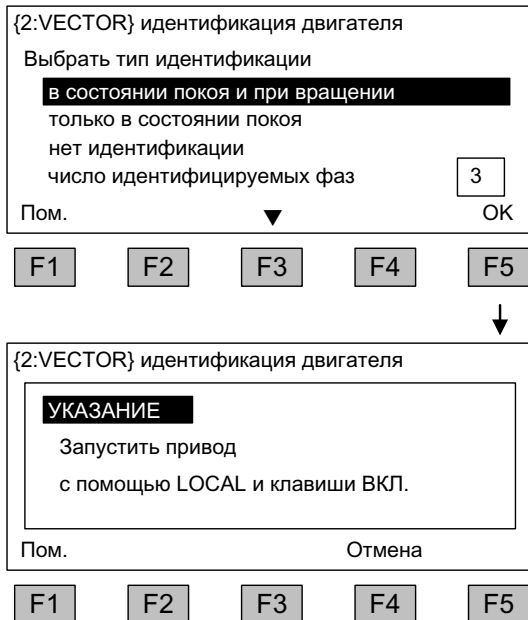 {2:VECTOR} идентификация двигателя
Выбрать тип идентификации
в состоянии покоя и при вращении
только в состоянии покоя
нет идентификации
число идентифицируемых фаз 3
Пом. OK
F1 F2 F3 F4 F5
{2:VECTOR} идентификация двигателя
УКАЗАНИЕ
Запустить привод
с помощью LOCAL и клавиши ВКЛ.
Пом. Отмена
F1 F2 F3 F4 F5